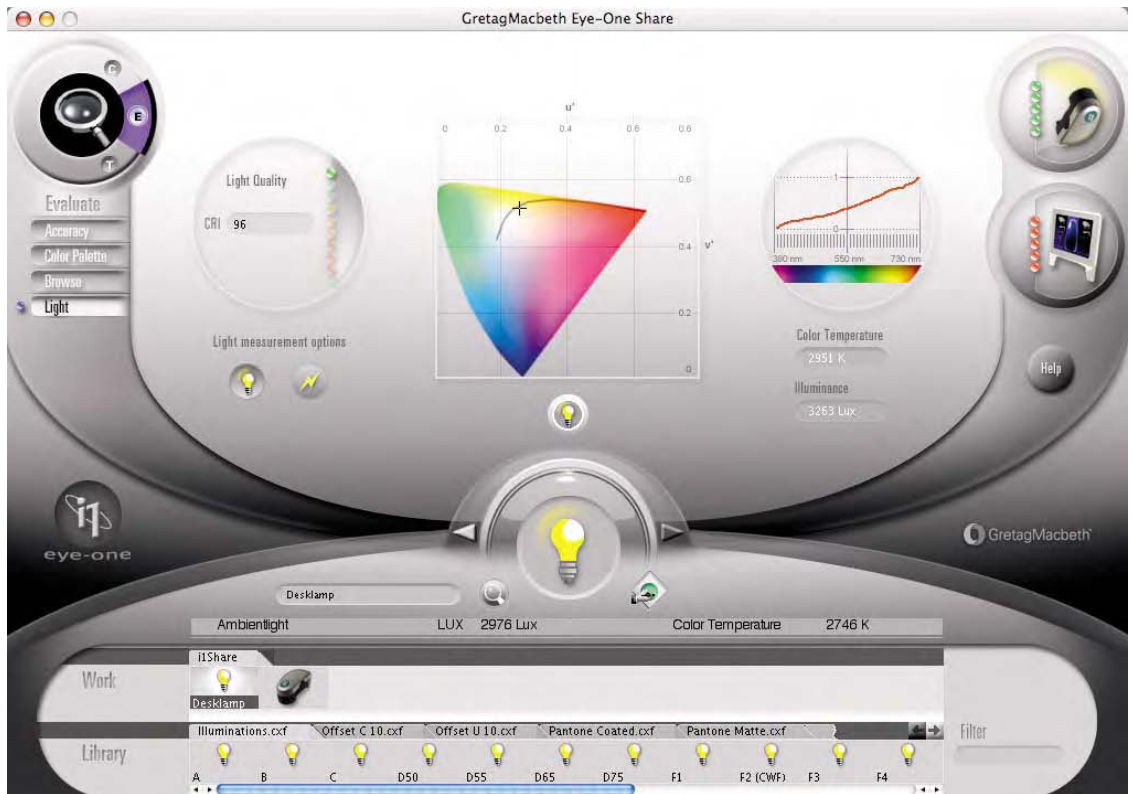 GretagMacbeth Eye-One Share
C
E
T
Evaluate
Accuracy
Color Palette
Browse
Light
Light Quality
CRI 96
Light measurement options
u'
0 0.2 0.4 0.6 0.6
0.6
0.4 v'
0.2
0
1
0
380 nm 550 nm 730 nm
Color Temperature
2951 K
Illuminance
3263 Lux
Help
i1
eye-one
GretagMacbeth
Desklamp
Ambientlight LUX 2976 Lux Color Temperature 2746 K
i1Share
Work
Desklamp
Illuminations.cxf Offset C 10.cxf Offset U 10.cxf Pantone Coated.cxf Pantone Matte.cxf
Library
Filter
A B C D50 D55 D65 D75 F1 F2 (CWF) F3 F4